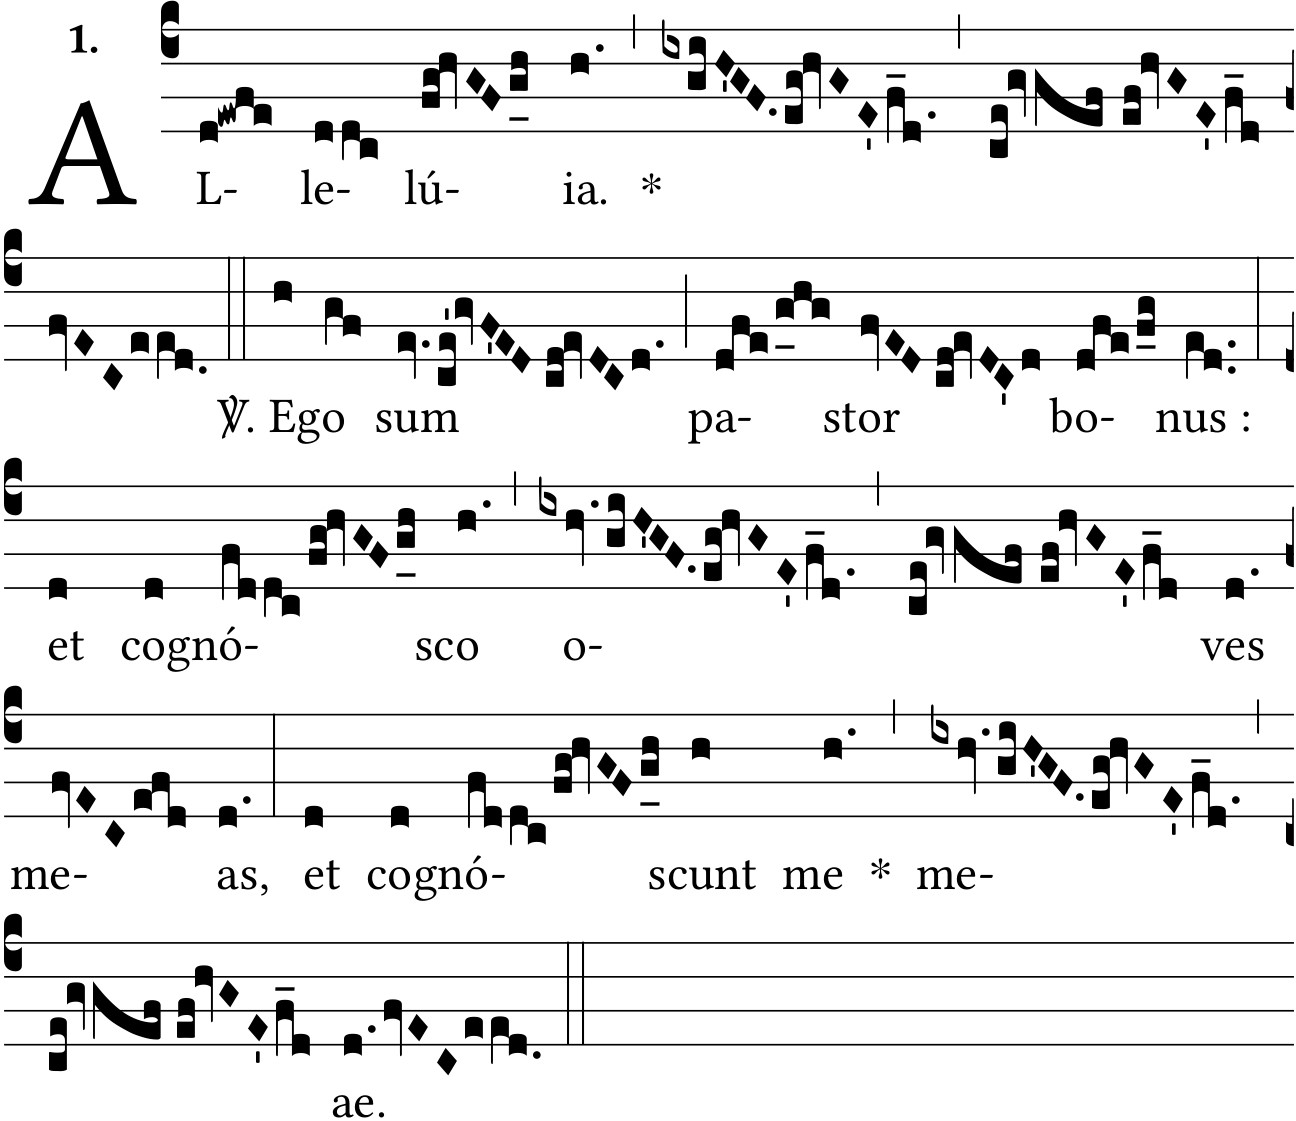 1.
AL- le- lú- ia. *
℣. Ego sum pa- stor bo- nus :
et cognó- sco o- ves
me- as, et cognó- scunt me * me-
ae.